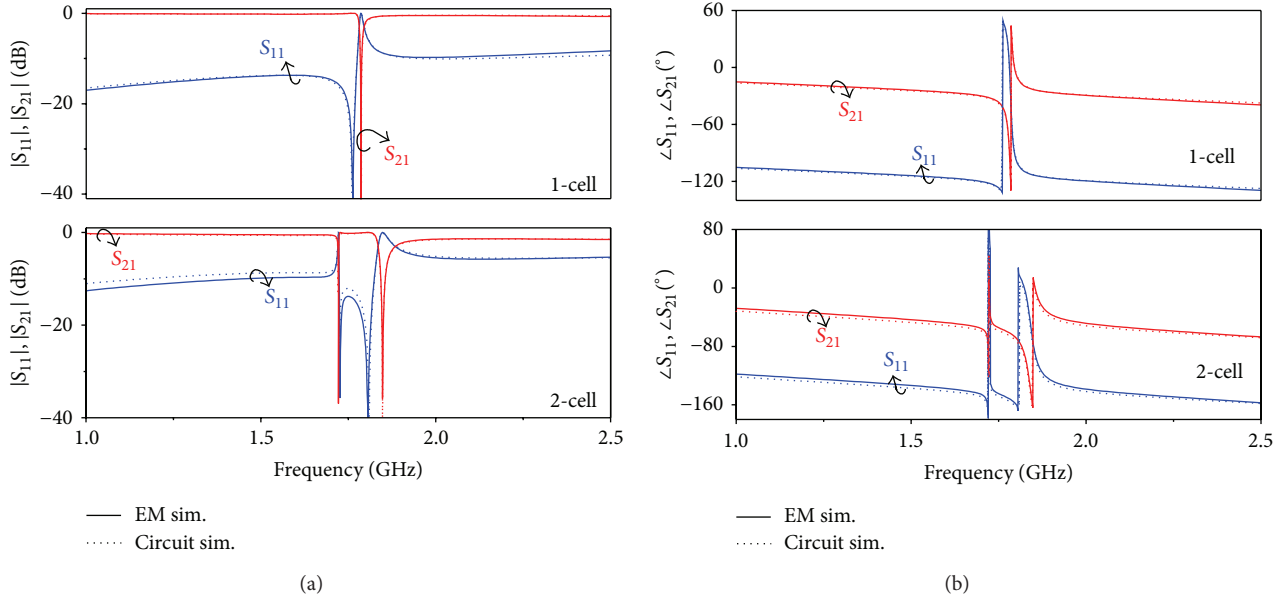 |S11|, |S21| (dB)
0
−20
−40
S11
S21
1-cell
|S11|, |S21| (dB)
0
−20
−40
S21
S11
2-cell
1.0
1.5
2.0
2.5
Frequency (GHz)
EM sim.
Circuit sim.
(a)
∠S11, ∠S21 (°)
60
0
−60
−120
S21
S11
1-cell
∠S11, ∠S21 (°)
80
0
−80
−160
S21
S11
2-cell
1.0
1.5
2.0
2.5
Frequency (GHz)
EM sim.
Circuit sim.
(b)